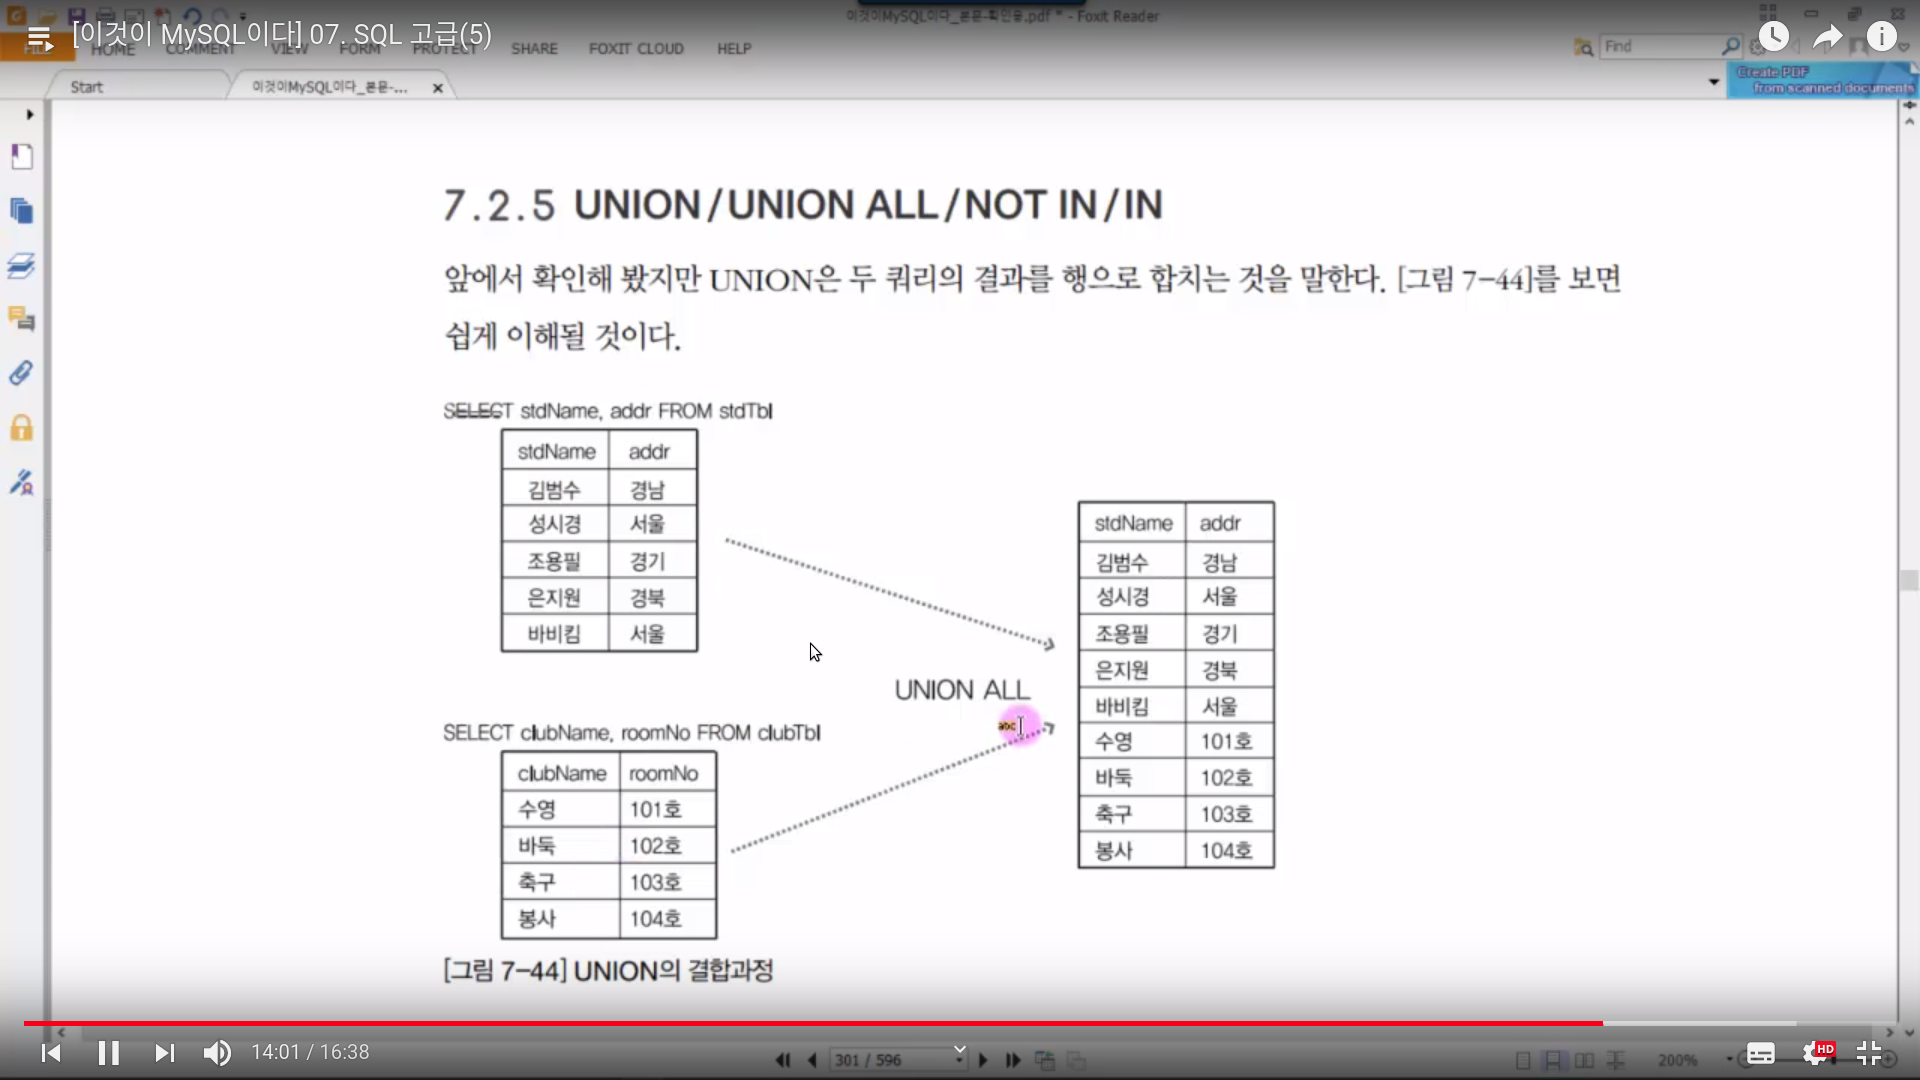 [이것이 MySQL이다] 07. SQL 고급(5)
이것이MySQL이다_본문-확인용.pdf * - Foxit Reader
FILE HOME COMMENT VIEW FORM PROTECT SHARE FOXIT CLOUD HELP
Find
Start
이것이MySQL이다_본문-...
Create PDF
from scanned documents
7.2.5 UNION/UNION ALL/NOT IN/IN
앞에서 확인해 봤지만 UNION은 두 쿼리의 결과를 행으로 합치는 것을 말한다. [그림 7-44]를 보면
쉽게 이해될 것이다.
SELECT stdName, addr FROM stdTbl
stdName addr
김범수 경남
성시경 서울
조용필 경기
은지원 경북
바비킴 서울
UNION ALL
abc
SELECT clubName, roomNo FROM clubTbl
clubName roomNo
수영 101호
바둑 102호
축구 103호
봉사 104호
stdName addr
김범수 경남
성시경 서울
조용필 경기
은지원 경북
바비킴 서울
수영 101호
바둑 102호
축구 103호
봉사 104호
[그림 7-44] UNION의 결합과정
14:01 / 16:38
301 / 596
200%
HD